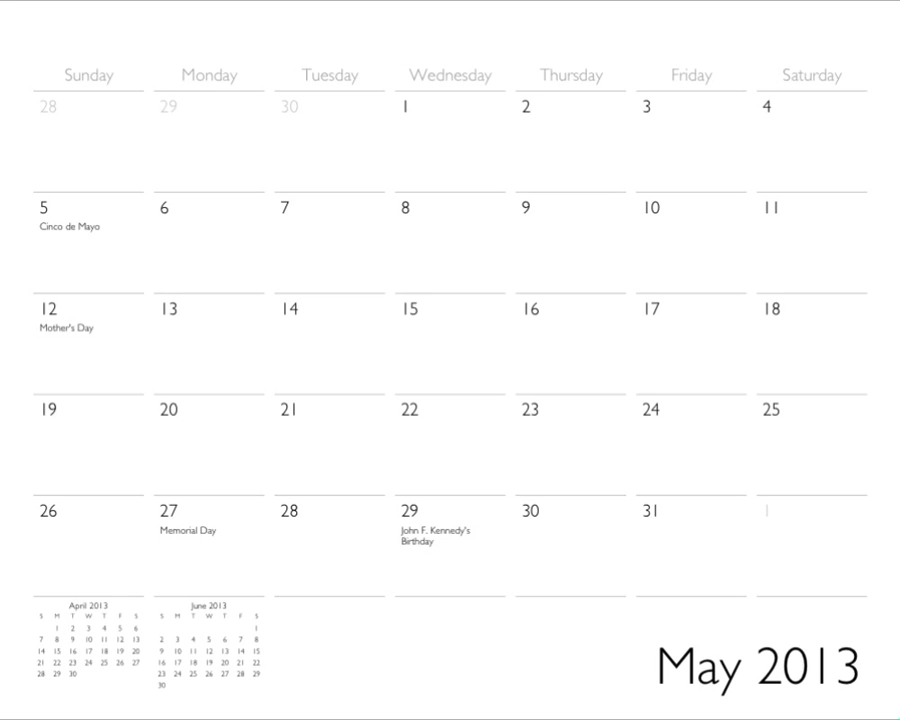 Sunday Monday Tuesday Wednesday Thursday Friday Saturday
28 29 30 1 2 3 4
5 6 7 8 9 10 11
Cinco de Mayo
12 13 14 15 16 17 18
Mother's Day
19 20 21 22 23 24 25
26 27 28 29 30 31 1
Memorial Day John F. Kennedy's
Birthday
April 2013
S M T W T F S
1 2 3 4 5 6
7 8 9 10 11 12 13
14 15 16 17 18 19 20
21 22 23 24 25 26 27
28 29 30
June 2013
S M T W T F S
1
2 3 4 5 6 7 8
9 10 11 12 13 14 15
16 17 18 19 20 21 22
23 24 25 26 27 28 29
30
May 2013